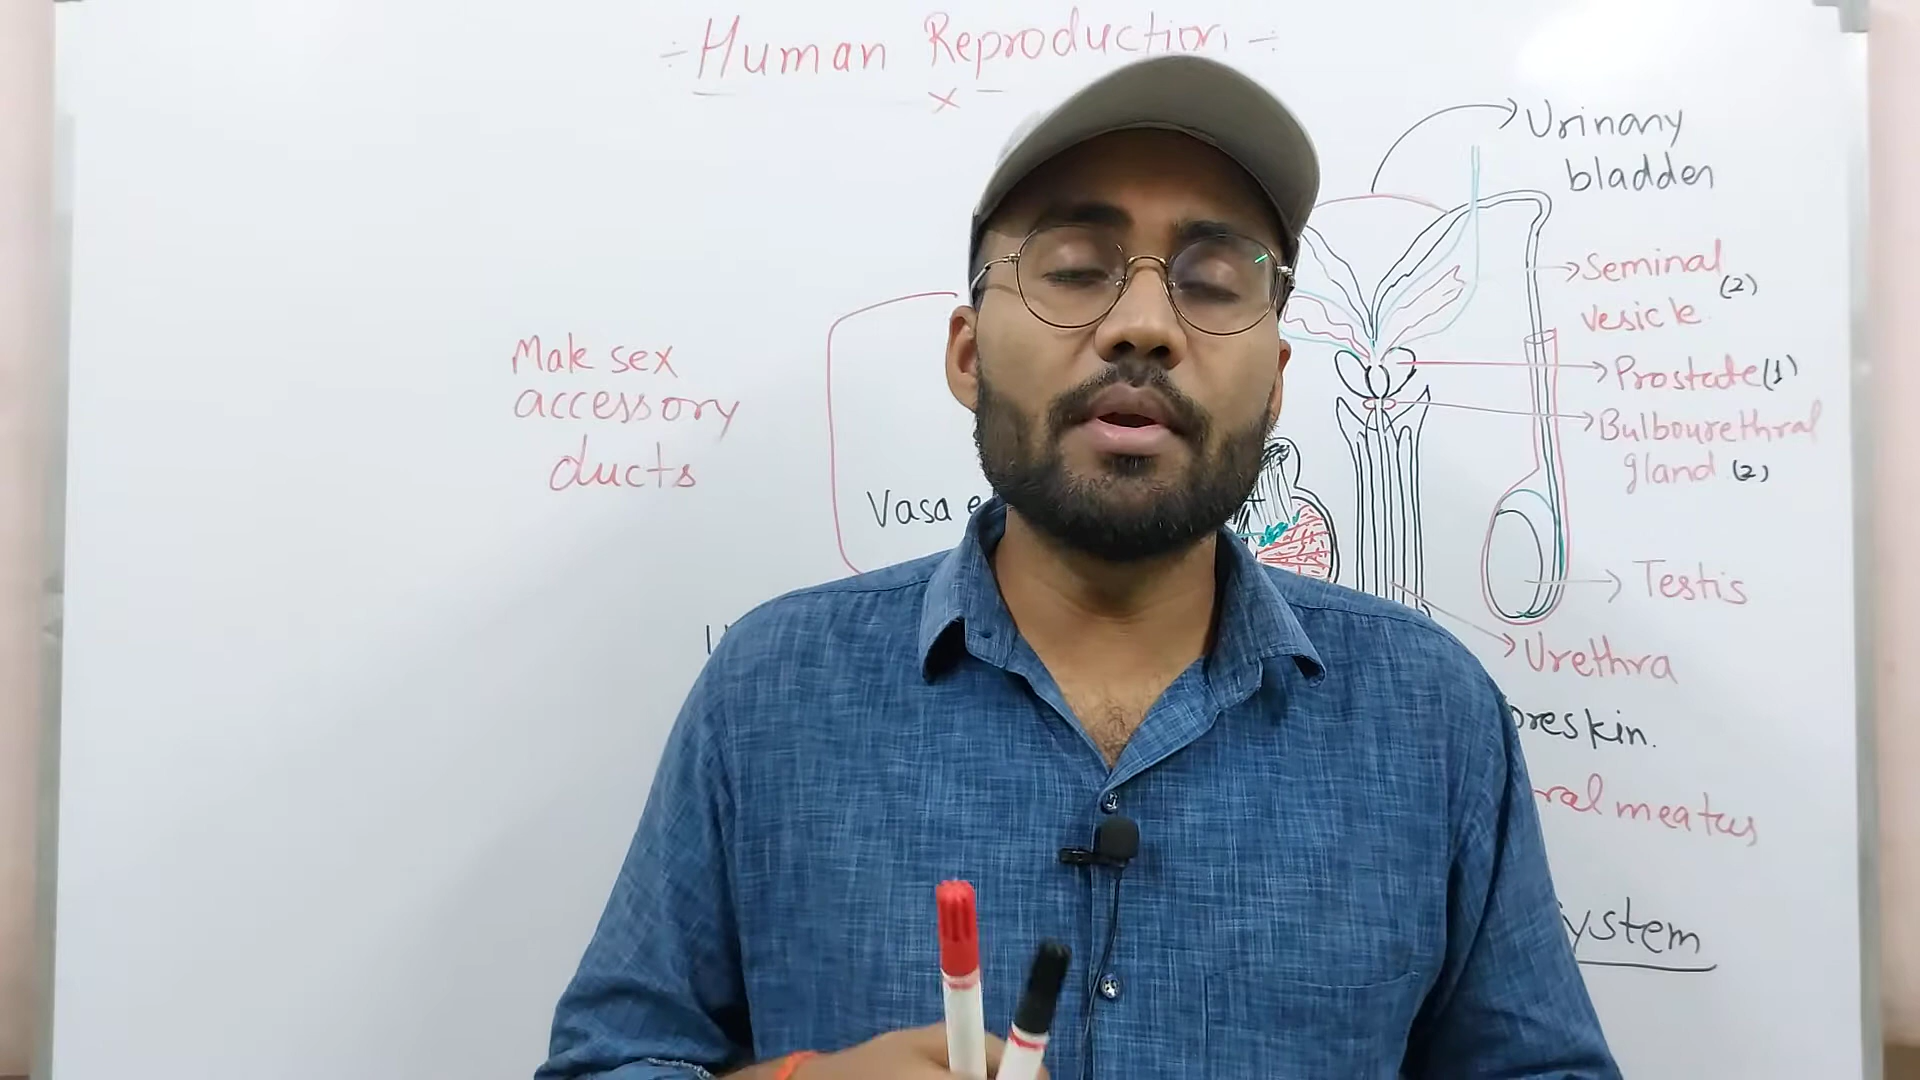 ÷ Human Reproduction ÷
Urinary
bladder
Seminal
vesicle (2)
Prostate (1)
Bulbourethral
gland (2)
Male sex
accessory
ducts
Vasa
Testis
Urethra
oreskin.
ral meatus
ystem